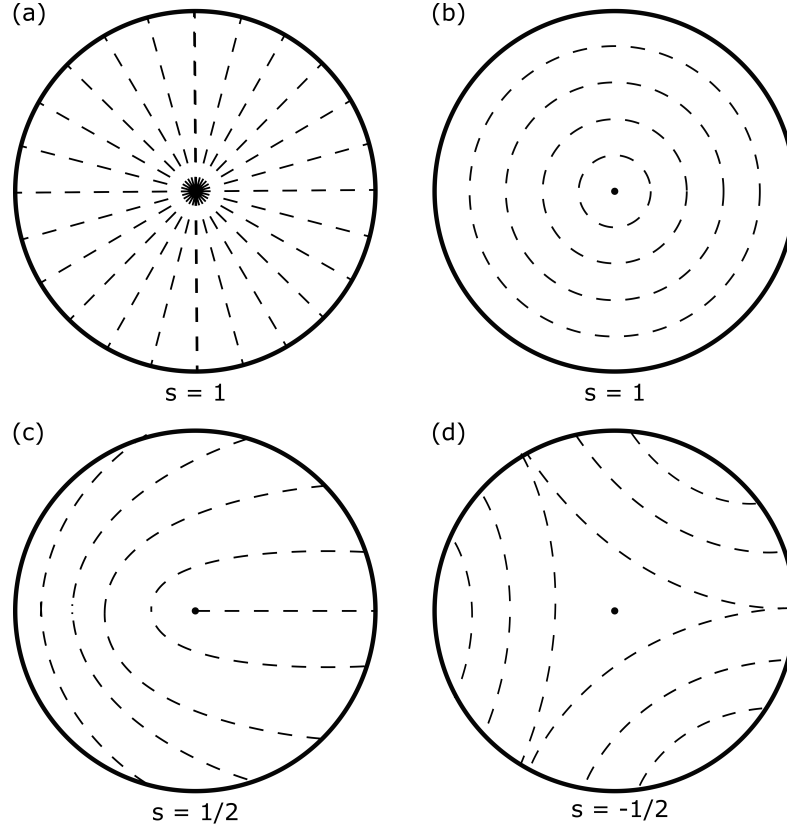 (a)
(b)
s = 1
s = 1
(c)
(d)
s = 1/2
s = -1/2